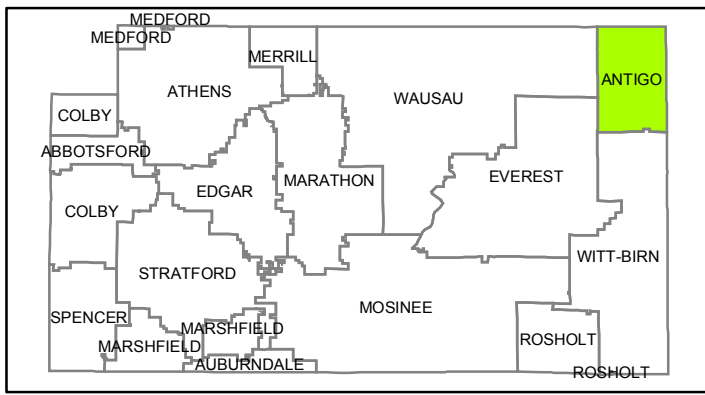 MEDFORD
MEDFORD
MERRILL
ANTIGO
ATHENS
WAUSAU
COLBY
ABBOTSFORD
EDGAR
MARATHON
EVEREST
COLBY
WITT-BIRN
STRATFORD
MOSINEE
SPENCER
MARSHFIELD
ROSHOLT
MARSHFIELD
AUBURNDALE
ROSHOLT